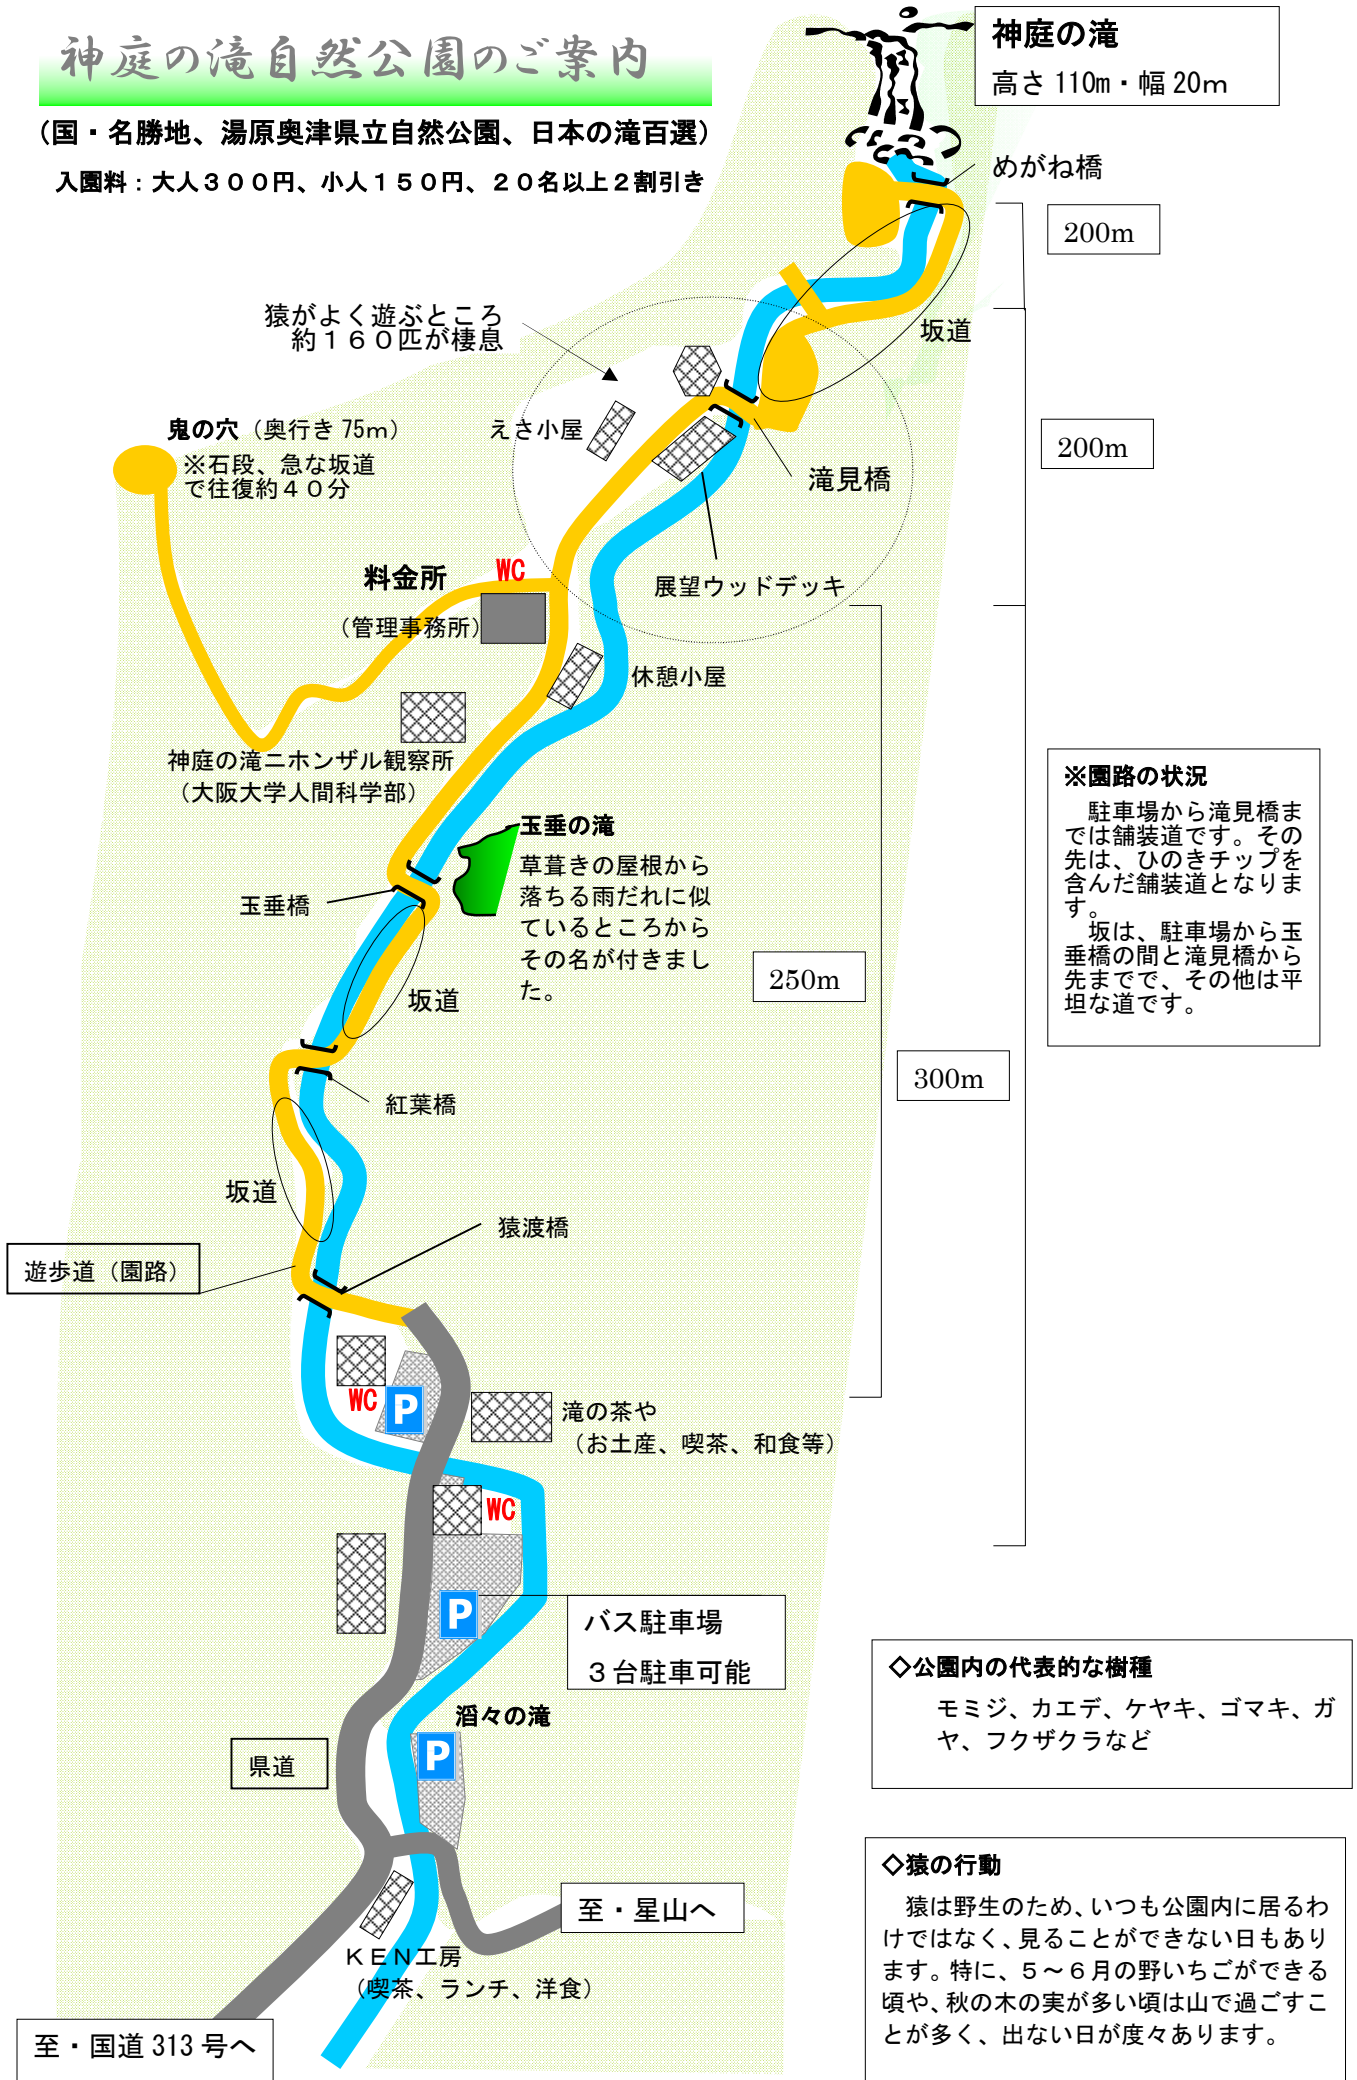 神庭の滝自然公園のご案内
（国・名勝地、湯原奥津県立自然公園、日本の滝百選）
入園料：大人３００円、小人１５０円、２０名以上２割引き
神庭の滝
高さ 110m・幅 20ｍ
めがね橋
200m
坂道
猿がよく遊ぶところ
約１６０匹が棲息
鬼の穴（奥行き 75ｍ）
※石段、急な坂道
で往復約４０分
えさ小屋
滝見橋
200m
料金所
WC
（管理事務所）
展望ウッドデッキ
休憩小屋
神庭の滝ニホンザル観察所
（大阪大学人間科学部）
※園路の状況
駐車場から滝見橋ま
では舗装道です。その
先は、ひのきチップを
含んだ舗装道となりま
す。
坂は、駐車場から玉
垂橋の間と滝見橋から
先までで、その他は平
坦な道です。
玉垂の滝
草葺きの屋根から
落ちる雨だれに似
ているところから
その名が付きまし
た。
玉垂橋
坂道
250m
300m
紅葉橋
坂道
猿渡橋
遊歩道（園路）
WC
P
滝の茶や
（お土産、喫茶、和食等）
WC
P
バス駐車場
３台駐車可能
滔々の滝
P
県道
◇公園内の代表的な樹種
モミジ、カエデ、ケヤキ、ゴマキ、ガ
ヤ、フクザクラなど
◇猿の行動
猿は野生のため、いつも公園内に居るわ
けではなく、見ることができない日もあり
ます。特に、５～６月の野いちごができる
頃や、秋の木の実が多い頃は山で過ごすこ
とが多く、出ない日が度々あります。
至・星山へ
ＫＥＮ工房
（喫茶、ランチ、洋食）
至・国道 313 号へ